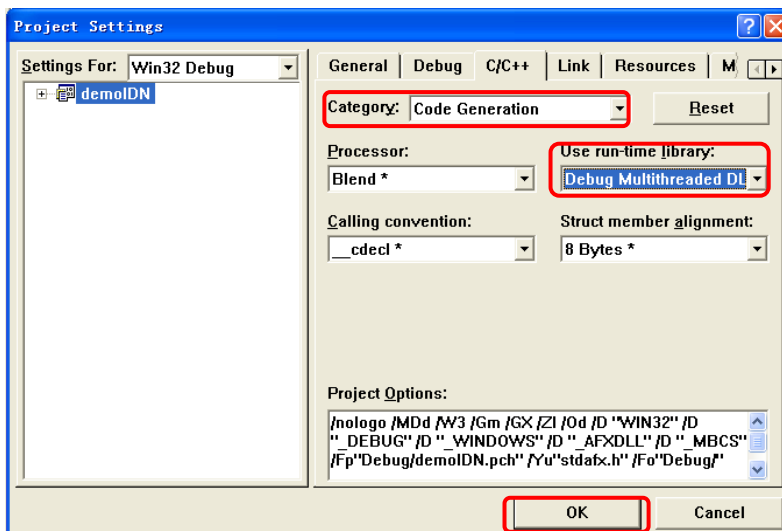 Project Settings
Settings For: Win32 Debug
demoIDN
General Debug C/C++ Link Resources M
Category: Code Generation Reset
Processor: Use run-time library:
Blend * Debug Multithreaded DL
Calling convention: Struct member alignment:
__cdecl * 8 Bytes *
Project Options:
/nologo /MDd /W3 /Gm /GX /ZI /Od /D "WIN32" /D
"_DEBUG" /D "_WINDOWS" /D "_AFXDLL" /D "_MBCS"
/Fp"Debug/demoIDN.pch" /Yu"stdafx.h" /Fo"Debug/"
OK Cancel